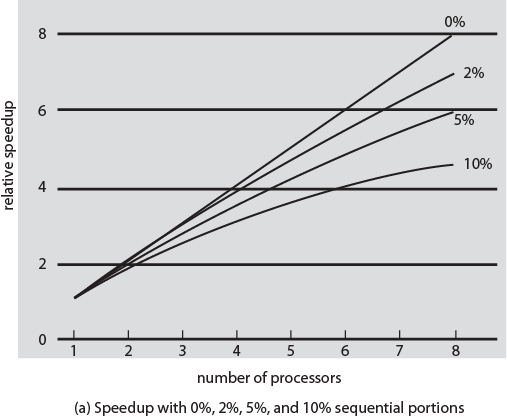 0%
8
2%
6
5%
10%
4
2
0
1 2 3 4 5 6 7 8
relative speedup
number of processors
(a) Speedup with 0%, 2%, 5%, and 10% sequential portions